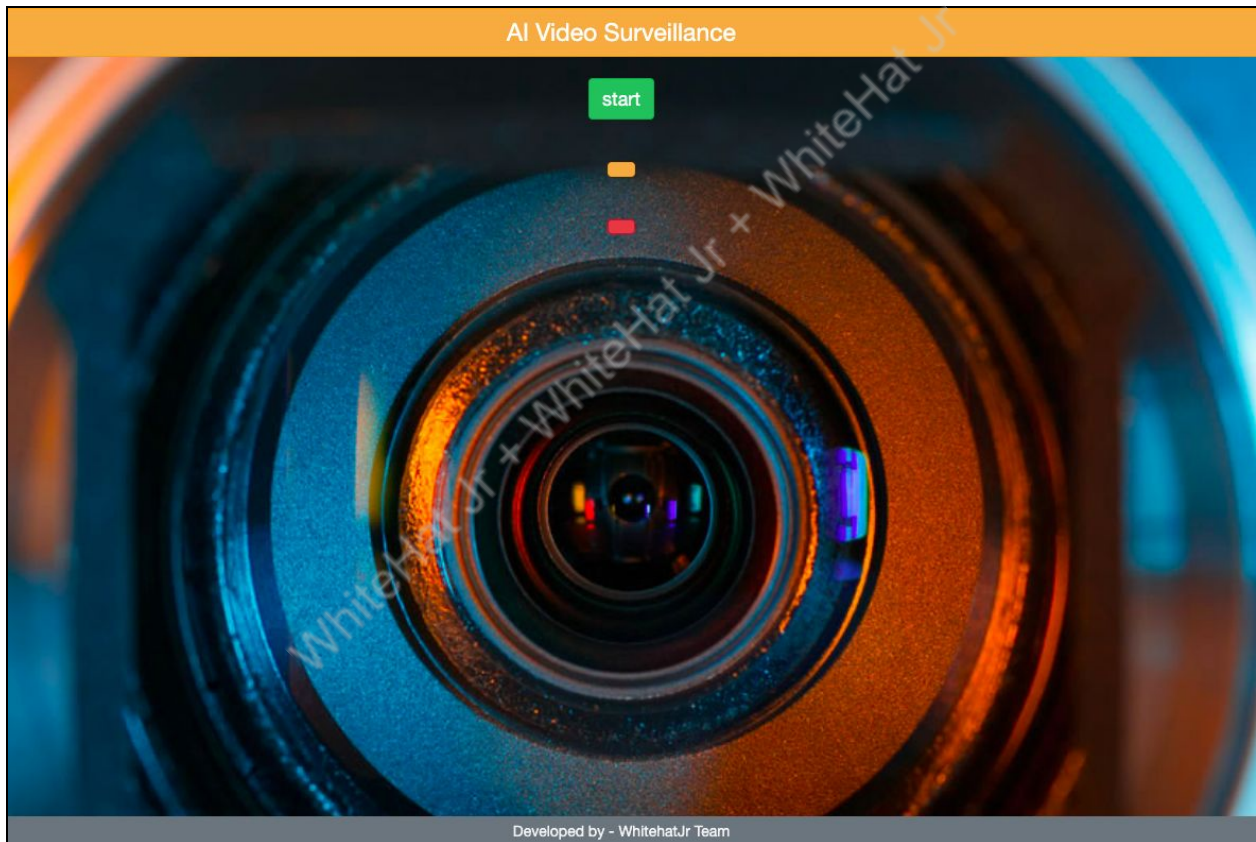 AI Video Surveillance
start
WhiteHat Jr + WhiteHat Jr + WhiteHat Jr
Developed by - WhitehatJr Team